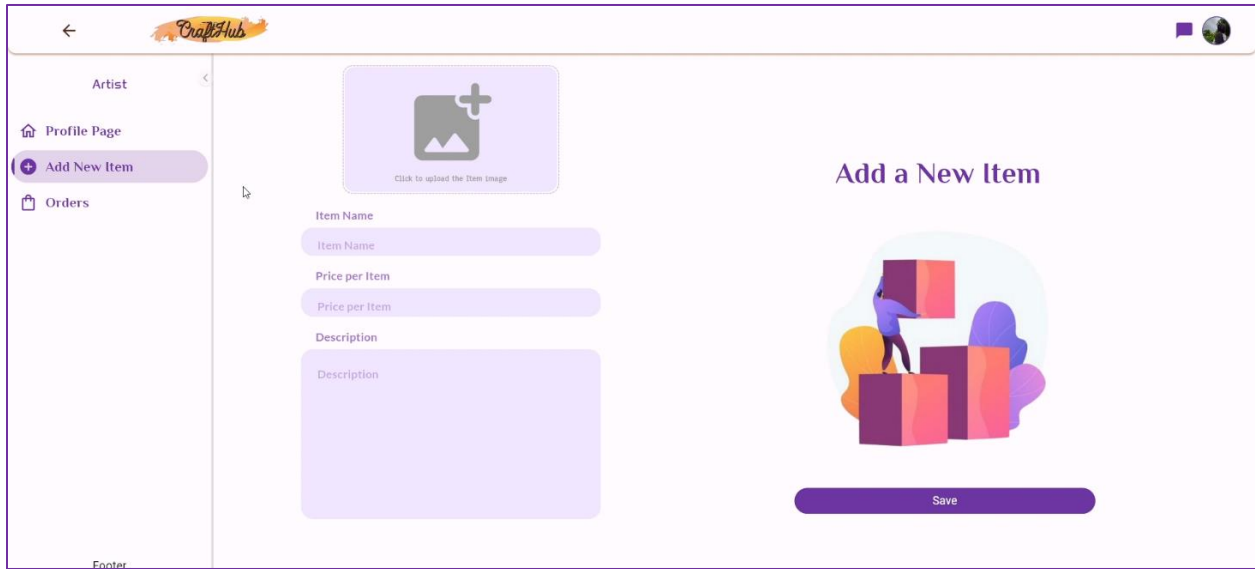 CraftHub
Artist
Profile Page
Add New Item
Orders
Footer
Click to upload the Item image
Item Name
Item Name
Price per Item
Price per Item
Description
Description
Add a New Item
Save